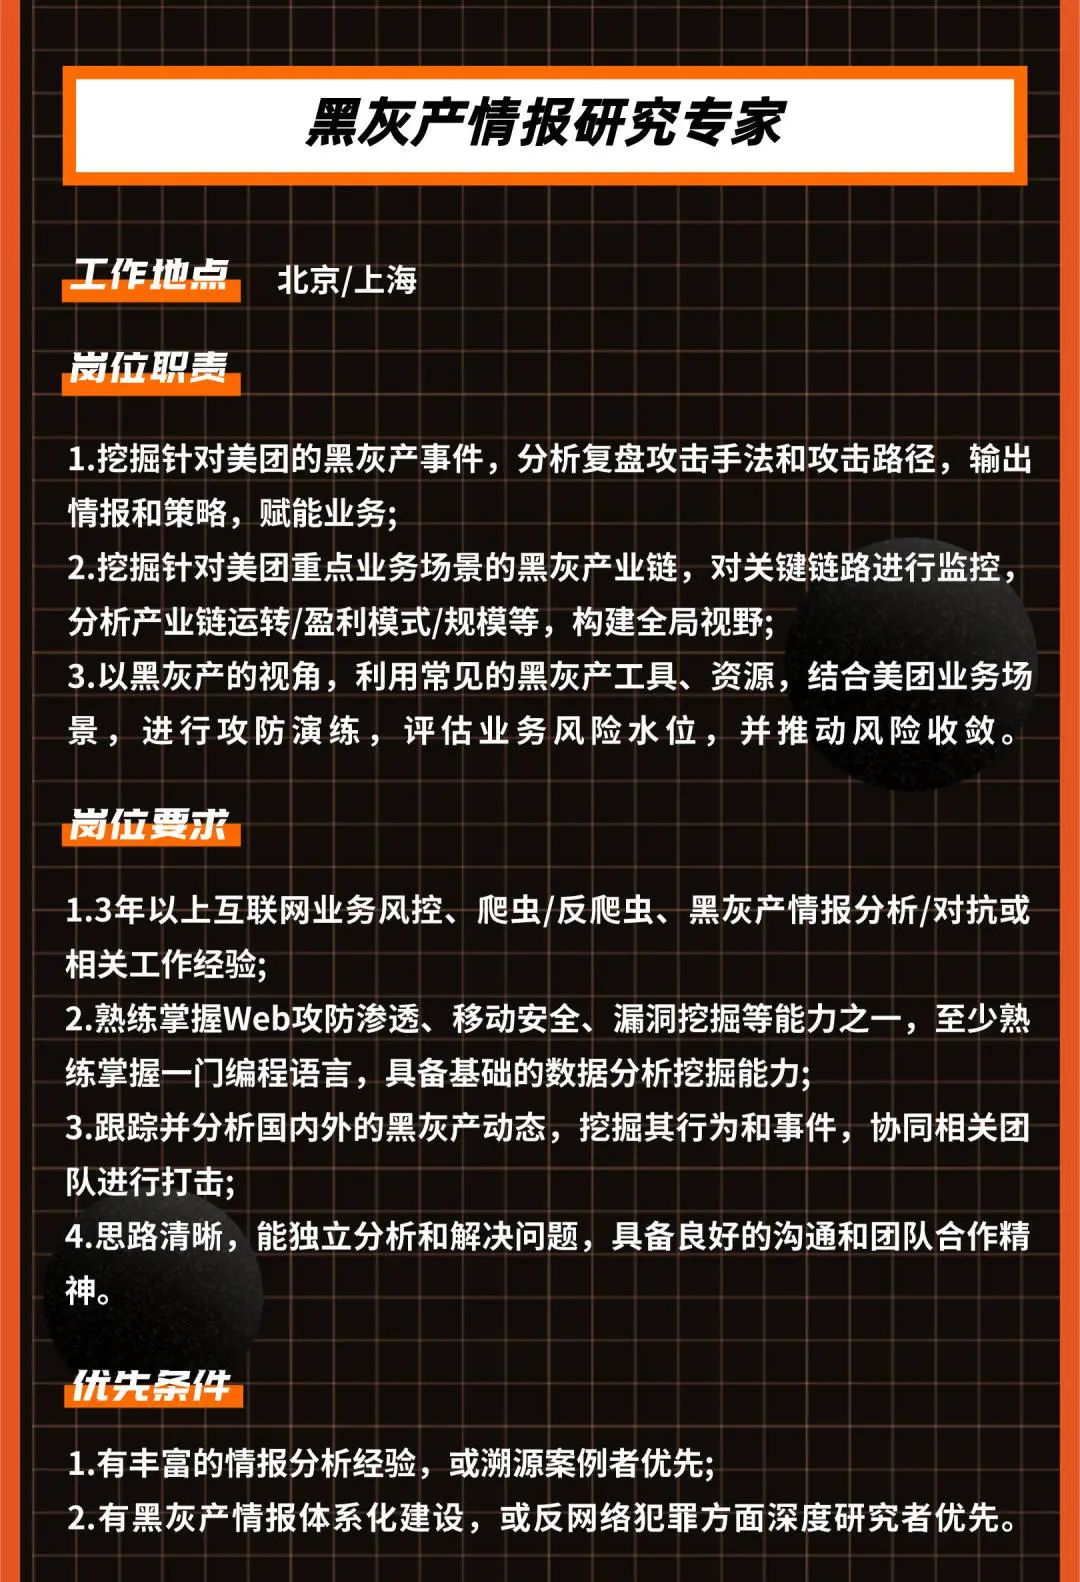 黑灰产情报研究专家
工作地点 北京/上海
岗位职责
1.挖掘针对美团的黑灰产事件，分析复盘攻击手法和攻击路径，输出
情报和策略，赋能业务;
2.挖掘针对美团重点业务场景的黑灰产业链，对关键链路进行监控，
分析产业链运转/盈利模式/规模等，构建全局视野;
3.以黑灰产的视角，利用常见的黑灰产工具、资源，结合美团业务场
景，进行攻防演练，评估业务风险水位，并推动风险收敛。
岗位要求
1.3年以上互联网业务风控、爬虫/反爬虫、黑灰产情报分析/对抗或
相关工作经验;
2.熟练掌握Web攻防渗透、移动安全、漏洞挖掘等能力之一，至少熟
练掌握一门编程语言，具备基础的数据分析挖掘能力;
3.跟踪并分析国内外的黑灰产动态，挖掘其行为和事件，协同相关团
队进行打击;
4.思路清晰，能独立分析和解决问题，具备良好的沟通和团队合作精
神。
优先条件
1.有丰富的情报分析经验，或溯源案例者优先;
2.有黑灰产情报体系化建设，或反网络犯罪方面深度研究者优先。